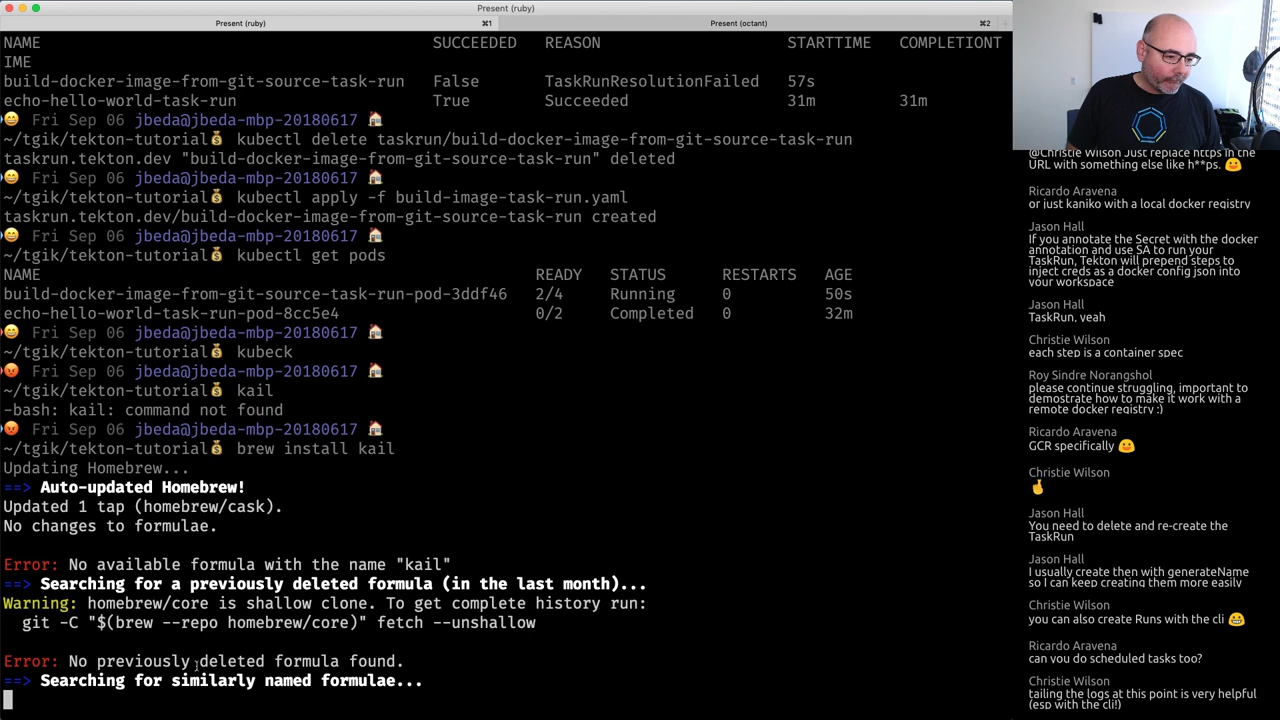 Present (ruby)
Present (ruby) ⌘1
Present (octant) ⌘2
NAME SUCCEEDED REASON STARTTIME COMPLETIONT
IME
build-docker-image-from-git-source-task-run False TaskRunResolutionFailed 57s
echo-hello-world-task-run True Succeeded 31m 31m
😄 Fri Sep 06 jbeda@jbeda-mbp-20180617 🏠
~/tgik/tekton-tutorial💰 kubectl delete taskrun/build-docker-image-from-git-source-task-run
taskrun.tekton.dev "build-docker-image-from-git-source-task-run" deleted
😄 Fri Sep 06 jbeda@jbeda-mbp-20180617 🏠
~/tgik/tekton-tutorial💰 kubectl apply -f build-image-task-run.yaml
taskrun.tekton.dev/build-docker-image-from-git-source-task-run created
😄 Fri Sep 06 jbeda@jbeda-mbp-20180617 🏠
~/tgik/tekton-tutorial💰 kubectl get pods
NAME READY STATUS RESTARTS AGE
build-docker-image-from-git-source-task-run-pod-3ddf46 2/4 Running 0 50s
echo-hello-world-task-run-pod-8cc5e4 0/2 Completed 0 32m
😄 Fri Sep 06 jbeda@jbeda-mbp-20180617 🏠
~/tgik/tekton-tutorial💰 kubeck
😡 Fri Sep 06 jbeda@jbeda-mbp-20180617 🏠
~/tgik/tekton-tutorial💰 kail
-bash: kail: command not found
😡 Fri Sep 06 jbeda@jbeda-mbp-20180617 🏠
~/tgik/tekton-tutorial💰 brew install kail
Updating Homebrew...
==> Auto-updated Homebrew!
Updated 1 tap (homebrew/cask).
No changes to formulae.
Error: No available formula with the name "kail"
==> Searching for a previously deleted formula (in the last month)...
Warning: homebrew/core is shallow clone. To get complete history run:
git -C "$(brew --repo homebrew/core)" fetch --unshallow
Error: No previously deleted formula found.
==> Searching for similarly named formulae...
@Christie Wilson Just replace https in the
URL with something else like h**ps. 😀
Ricardo Aravena
or just kaniko with a local docker registry
Jason Hall
If you annotate the Secret with the docker
annotation and use SA to run your
TaskRun, Tekton will prepend steps to
inject creds as a docker config json into
your workspace
Jason Hall
TaskRun, yeah
Christie Wilson
each step is a container spec
Roy Sindre Norangshol
please continue struggling, important to
demostrate how to make it work with a
remote docker registry :)
Ricardo Aravena
GCR specifically 😀
Christie Wilson
🤞
Jason Hall
You need to delete and re-create the
TaskRun
Jason Hall
I usually create then with generateName
so I can keep creating them more easily
Christie Wilson
you can also create Runs with the cli 😁
Ricardo Aravena
can you do scheduled tasks too?
Christie Wilson
tailing the logs at this point is very helpful
(esp with the cli!)